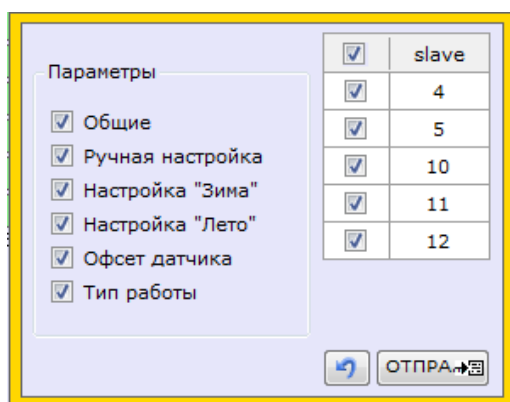 Параметры
Общие
Ручная настройка
Настройка "Зима"
Настройка "Лето"
Офсет датчика
Тип работы
slave
4
5
10
11
12
ОТПРА